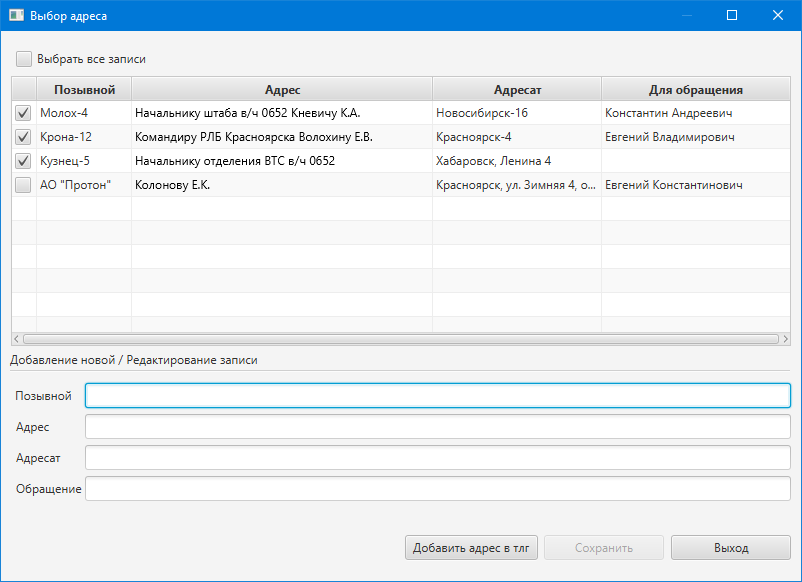 Выбор адреса
Выбрать все записи
Позывной Адрес Адресат Для обращения
Молох-4 Начальнику штаба в/ч 0652 Кневичу К.А. Новосибирск-16 Константин Андреевич
Крона-12 Командиру РЛБ Красноярска Волохину Е.В. Красноярск-4 Евгений Владимирович
Кузнец-5 Начальнику отделения ВТС в/ч 0652 Хабаровск, Ленина 4
АО "Протон" Колонову Е.К. Красноярск, ул. Зимняя 4, о... Евгений Константинович
Добавление новой / Редактирование записи
Позывной
Адрес
Адресат
Обращение
Добавить адрес в тлг Сохранить Выход